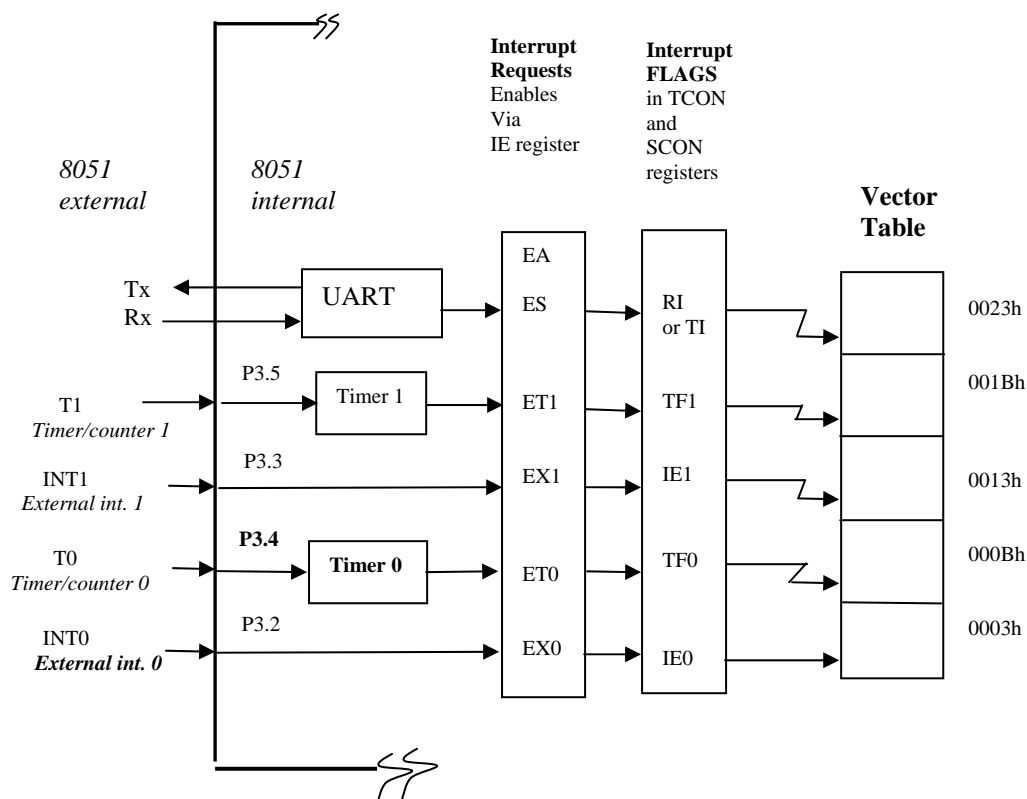 Interrupt
Requests
Enables
Via
IE register
Interrupt
FLAGS
in TCON
and
SCON
registers
8051
external
8051
internal
Vector
Table
Tx
Rx
UART
EA
ES
RI
or TI
0023h
T1
Timer/counter 1
P3.5
Timer 1
ET1
TF1
001Bh
INT1
External int. 1
P3.3
EX1
IE1
0013h
T0
Timer/counter 0
P3.4
Timer 0
ET0
TF0
000Bh
INT0
External int. 0
P3.2
EX0
IE0
0003h